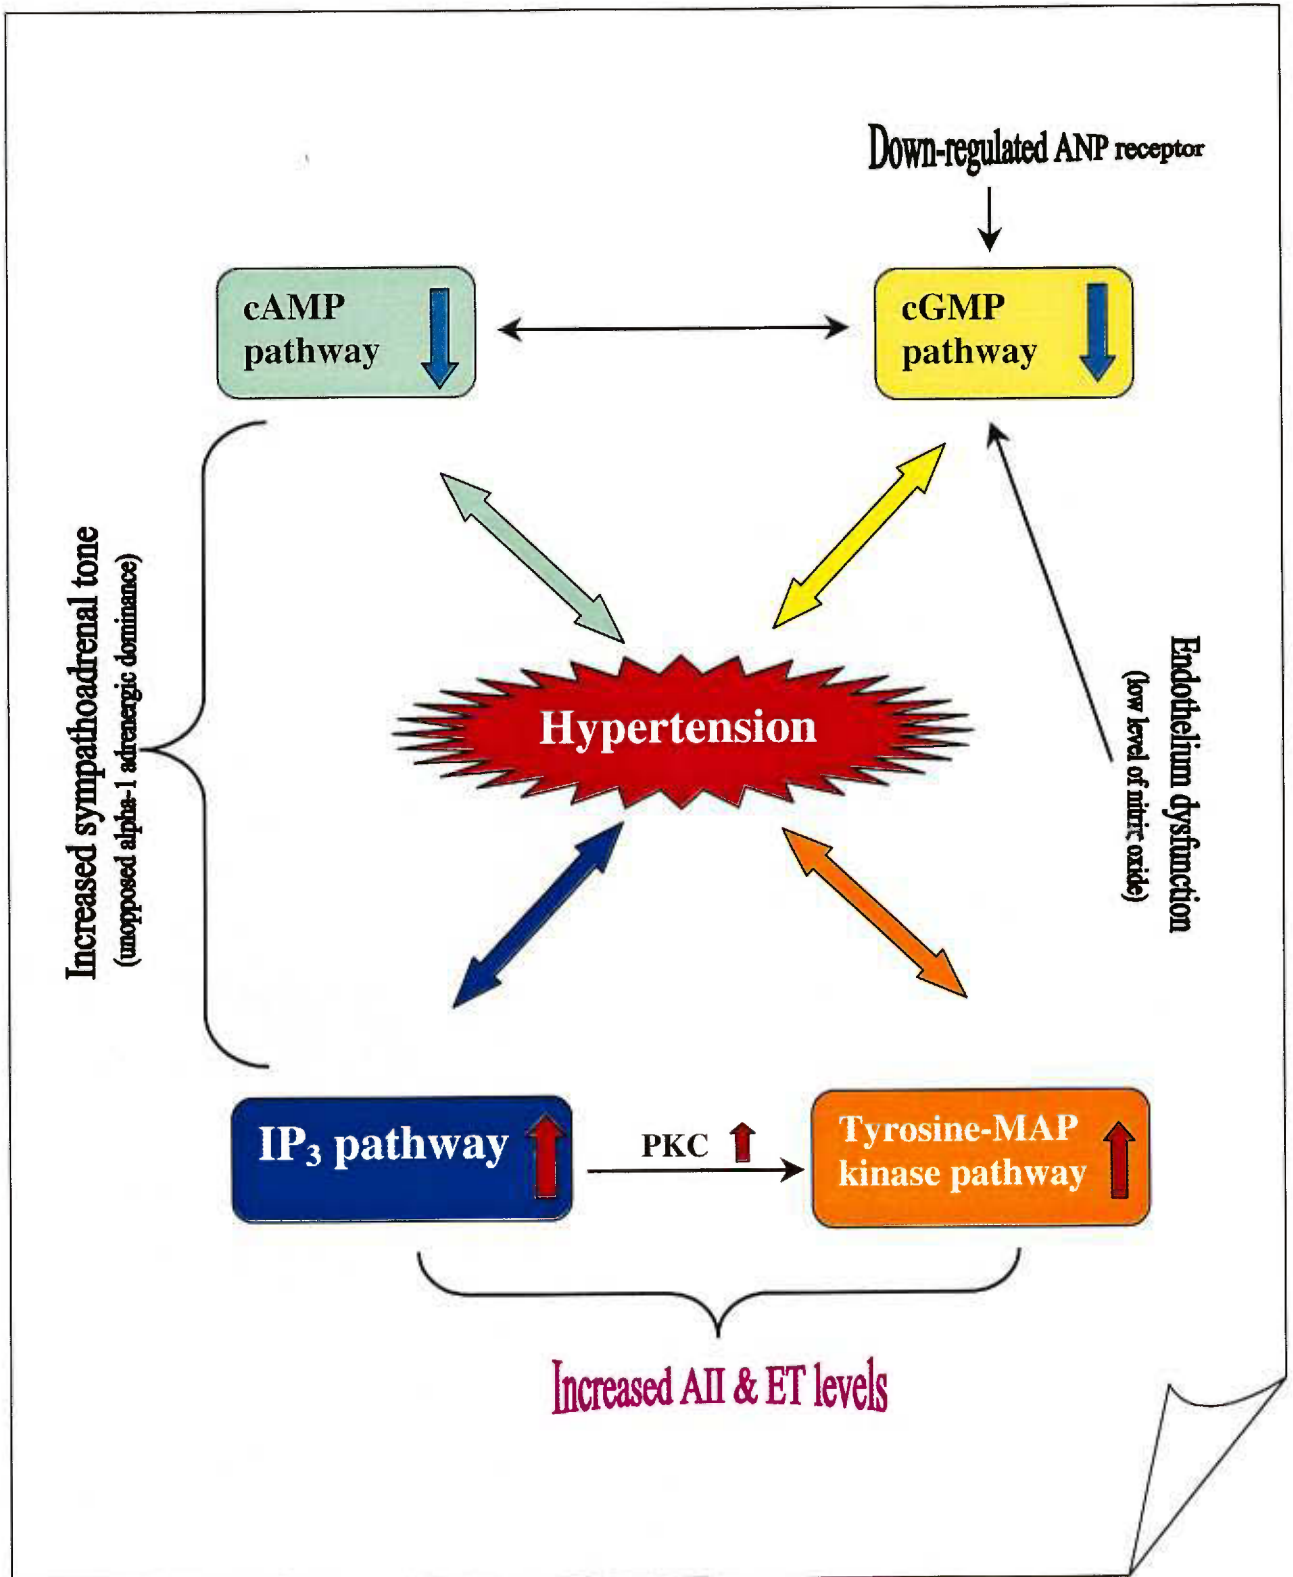 Down-regulated ANP receptor
cAMP
pathway
cGMP
pathway
Increased sympathoadrenal tone
(unopposed alpha-1 adrenergic dominance)
Hypertension
Endothelium dysfunction
(low level of nitric oxide)
IP₃ pathway
PKC
Tyrosine-MAP
kinase pathway
Increased AII & ET levels